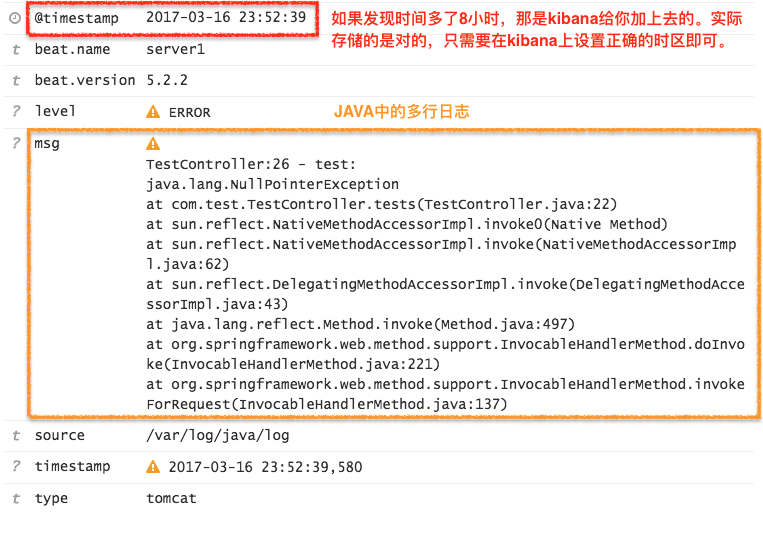 @timestamp 2017-03-16 23:52:39
如果发现时间多了8小时，那是kibana给你加上去的。实际
存储的是对的，只需要在kibana上设置正确的时区即可。
t beat.name server1
t beat.version 5.2.2
? level ERROR
JAVA中的多行日志
? msg
TestController:26 - test:
java.lang.NullPointerException
at com.test.TestController.tests(TestController.java:22)
at sun.reflect.NativeMethodAccessorImpl.invoke0(Native Method)
at sun.reflect.NativeMethodAccessorImpl.invoke(NativeMethodAccessorImp
l.java:62)
at sun.reflect.DelegatingMethodAccessorImpl.invoke(DelegatingMethodAcce
ssorImpl.java:43)
at java.lang.reflect.Method.invoke(Method.java:497)
at org.springframework.web.method.support.InvocableHandlerMethod.doInvo
ke(InvocableHandlerMethod.java:221)
at org.springframework.web.method.support.InvocableHandlerMethod.invoke
ForRequest(InvocableHandlerMethod.java:137)
t source /var/log/java/log
? timestamp 2017-03-16 23:52:39,580
t type tomcat